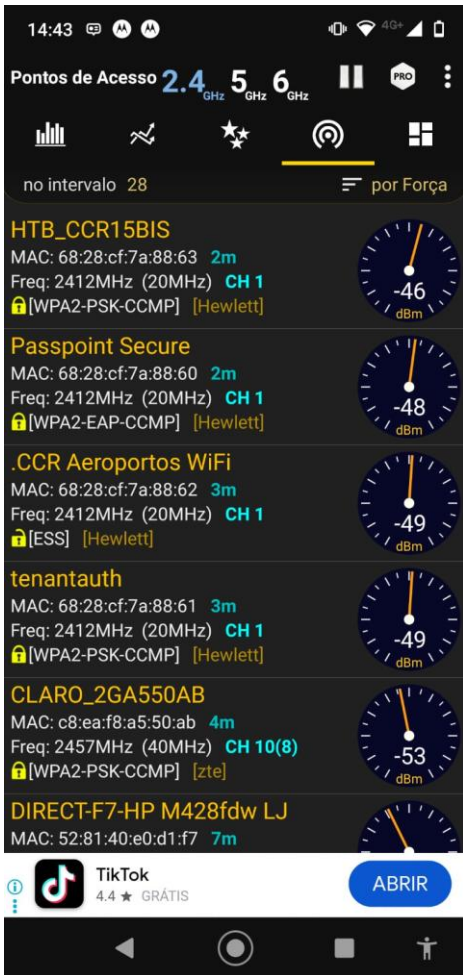 14:43
4G+
Pontos de Acesso 2.4 GHz 5 GHz 6 GHz PRO
no intervalo 28 por Força
HTB_CCR15BIS
MAC: 68:28:cf:7a:88:63 2m
Freq: 2412MHz (20MHz) CH 1
[WPA2-PSK-CCMP] [Hewlett]
-46
dBm
Passpoint Secure
MAC: 68:28:cf:7a:88:60 2m
Freq: 2412MHz (20MHz) CH 1
[WPA2-EAP-CCMP] [Hewlett]
-48
dBm
.CCR Aeroportos WiFi
MAC: 68:28:cf:7a:88:62 3m
Freq: 2412MHz (20MHz) CH 1
[ESS] [Hewlett]
-49
dBm
tenantauth
MAC: 68:28:cf:7a:88:61 3m
Freq: 2412MHz (20MHz) CH 1
[WPA2-PSK-CCMP] [Hewlett]
-49
dBm
CLARO_2GA550AB
MAC: c8:ea:f8:a5:50:ab 4m
Freq: 2457MHz (40MHz) CH 10(8)
[WPA2-PSK-CCMP] [zte]
-53
dBm
DIRECT-F7-HP M428fdw LJ
MAC: 52:81:40:e0:d1:f7 7m
TikTok
4.4 ★ GRÁTIS
ABRIR